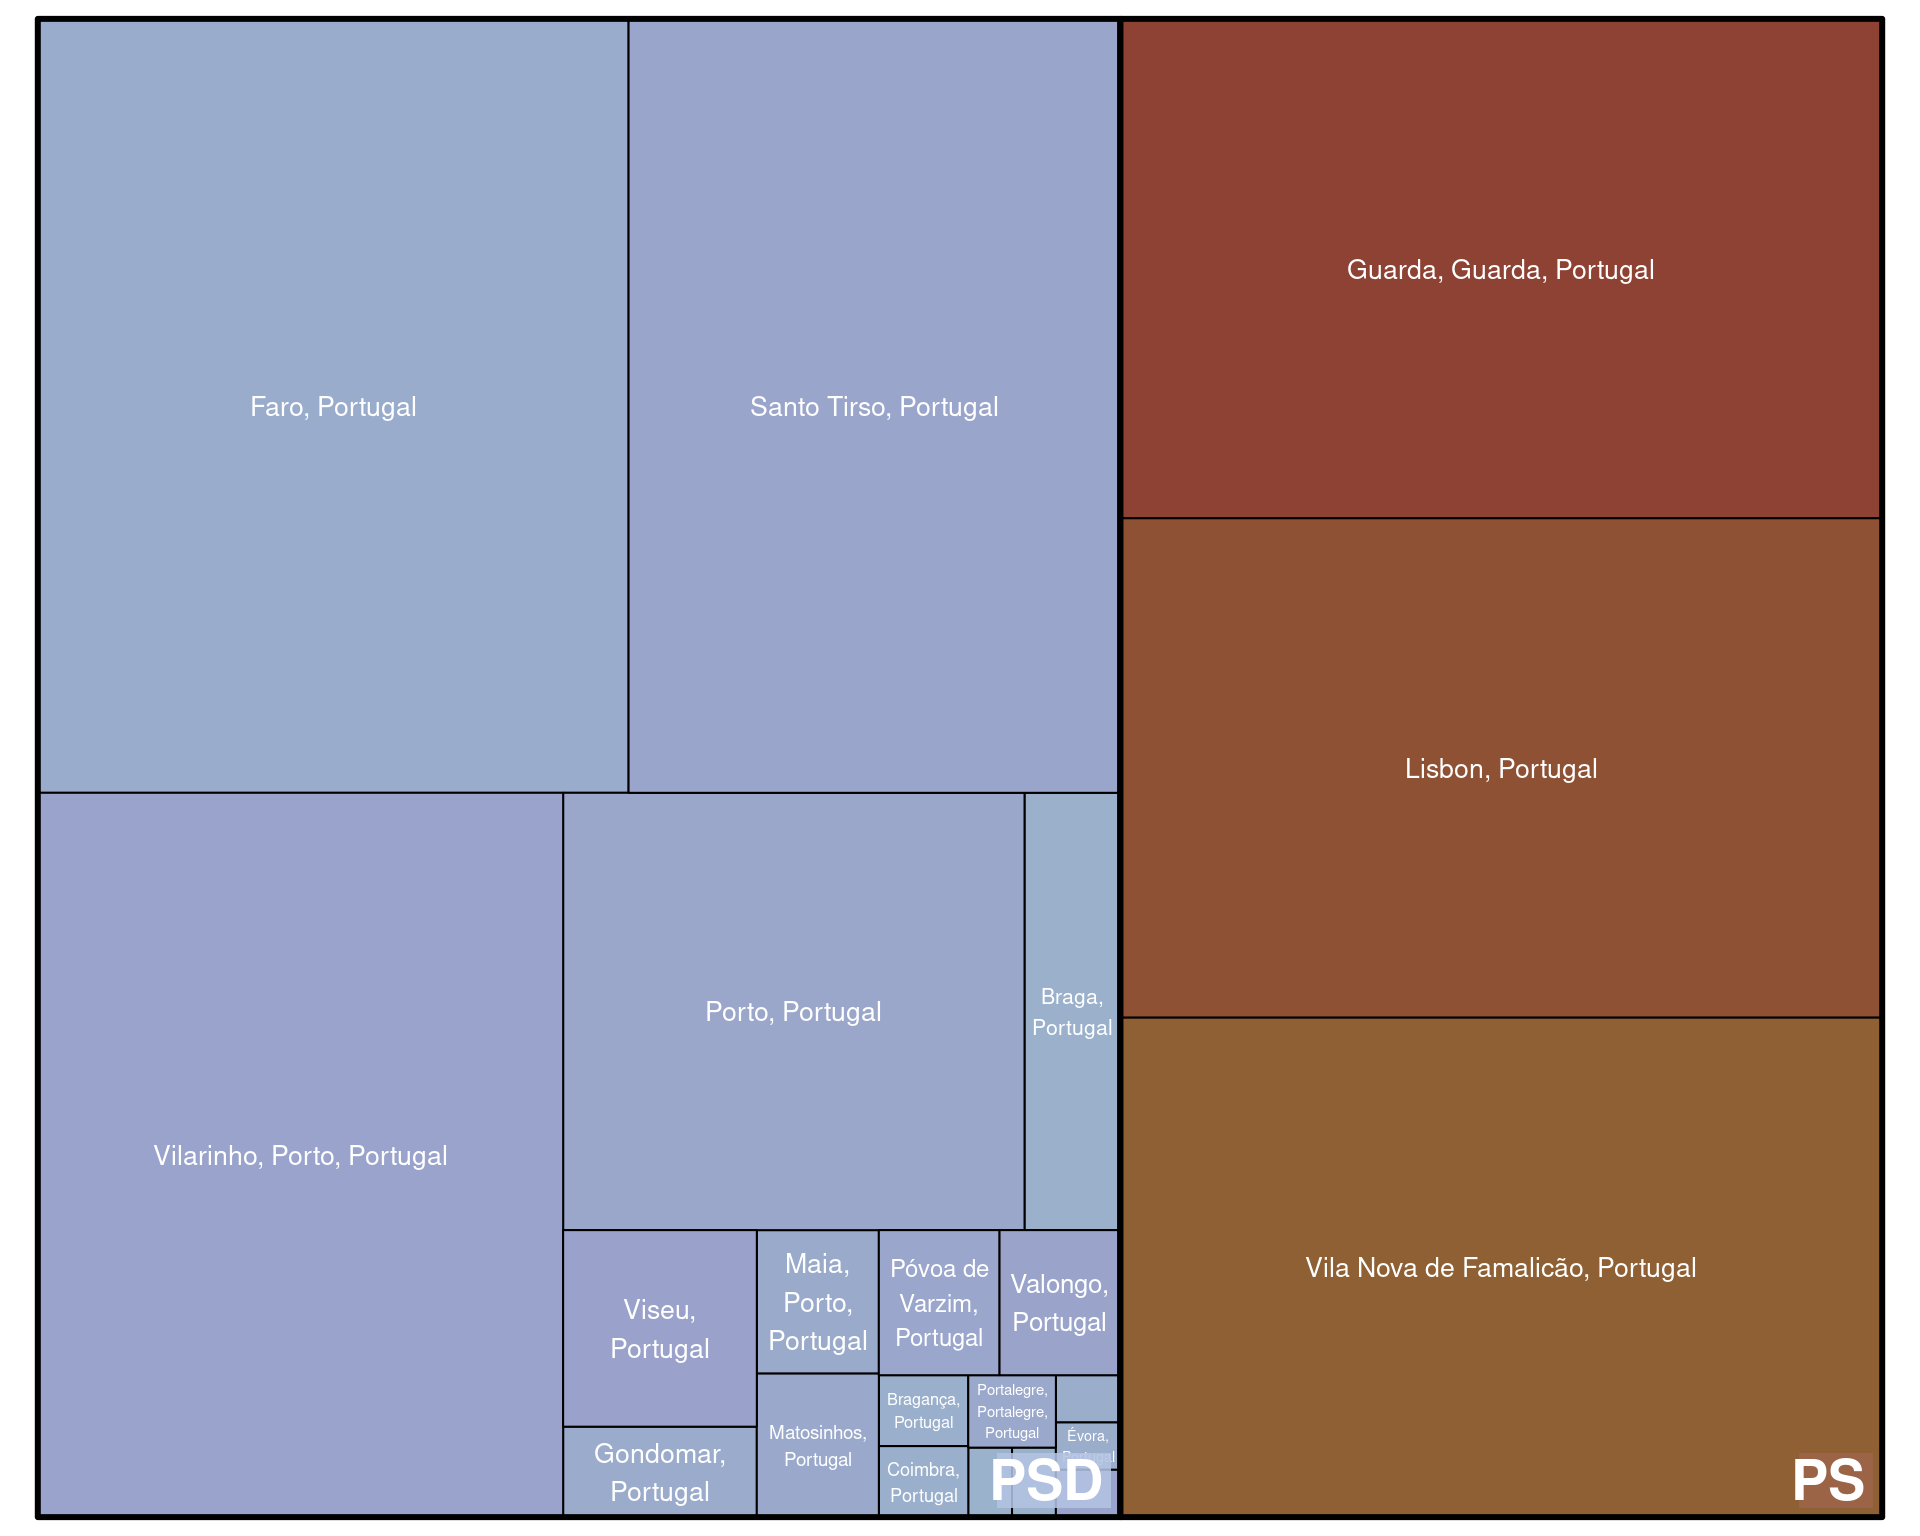 Faro, Portugal
Santo Tirso, Portugal
Guarda, Guarda, Portugal
Lisbon, Portugal
Vilarinho, Porto, Portugal
Porto, Portugal
Braga,
Portugal
Vila Nova de Famalicão, Portugal
Viseu,
Portugal
Maia,
Porto,
Portugal
Póvoa de
Varzim,
Portugal
Valongo,
Portugal
Gondomar,
Portugal
Matosinhos,
Portugal
Bragança,
Portugal
Portalegre,
Portalegre,
Portugal
Évora,
Portugal
Coimbra,
Portugal
PSD
PS